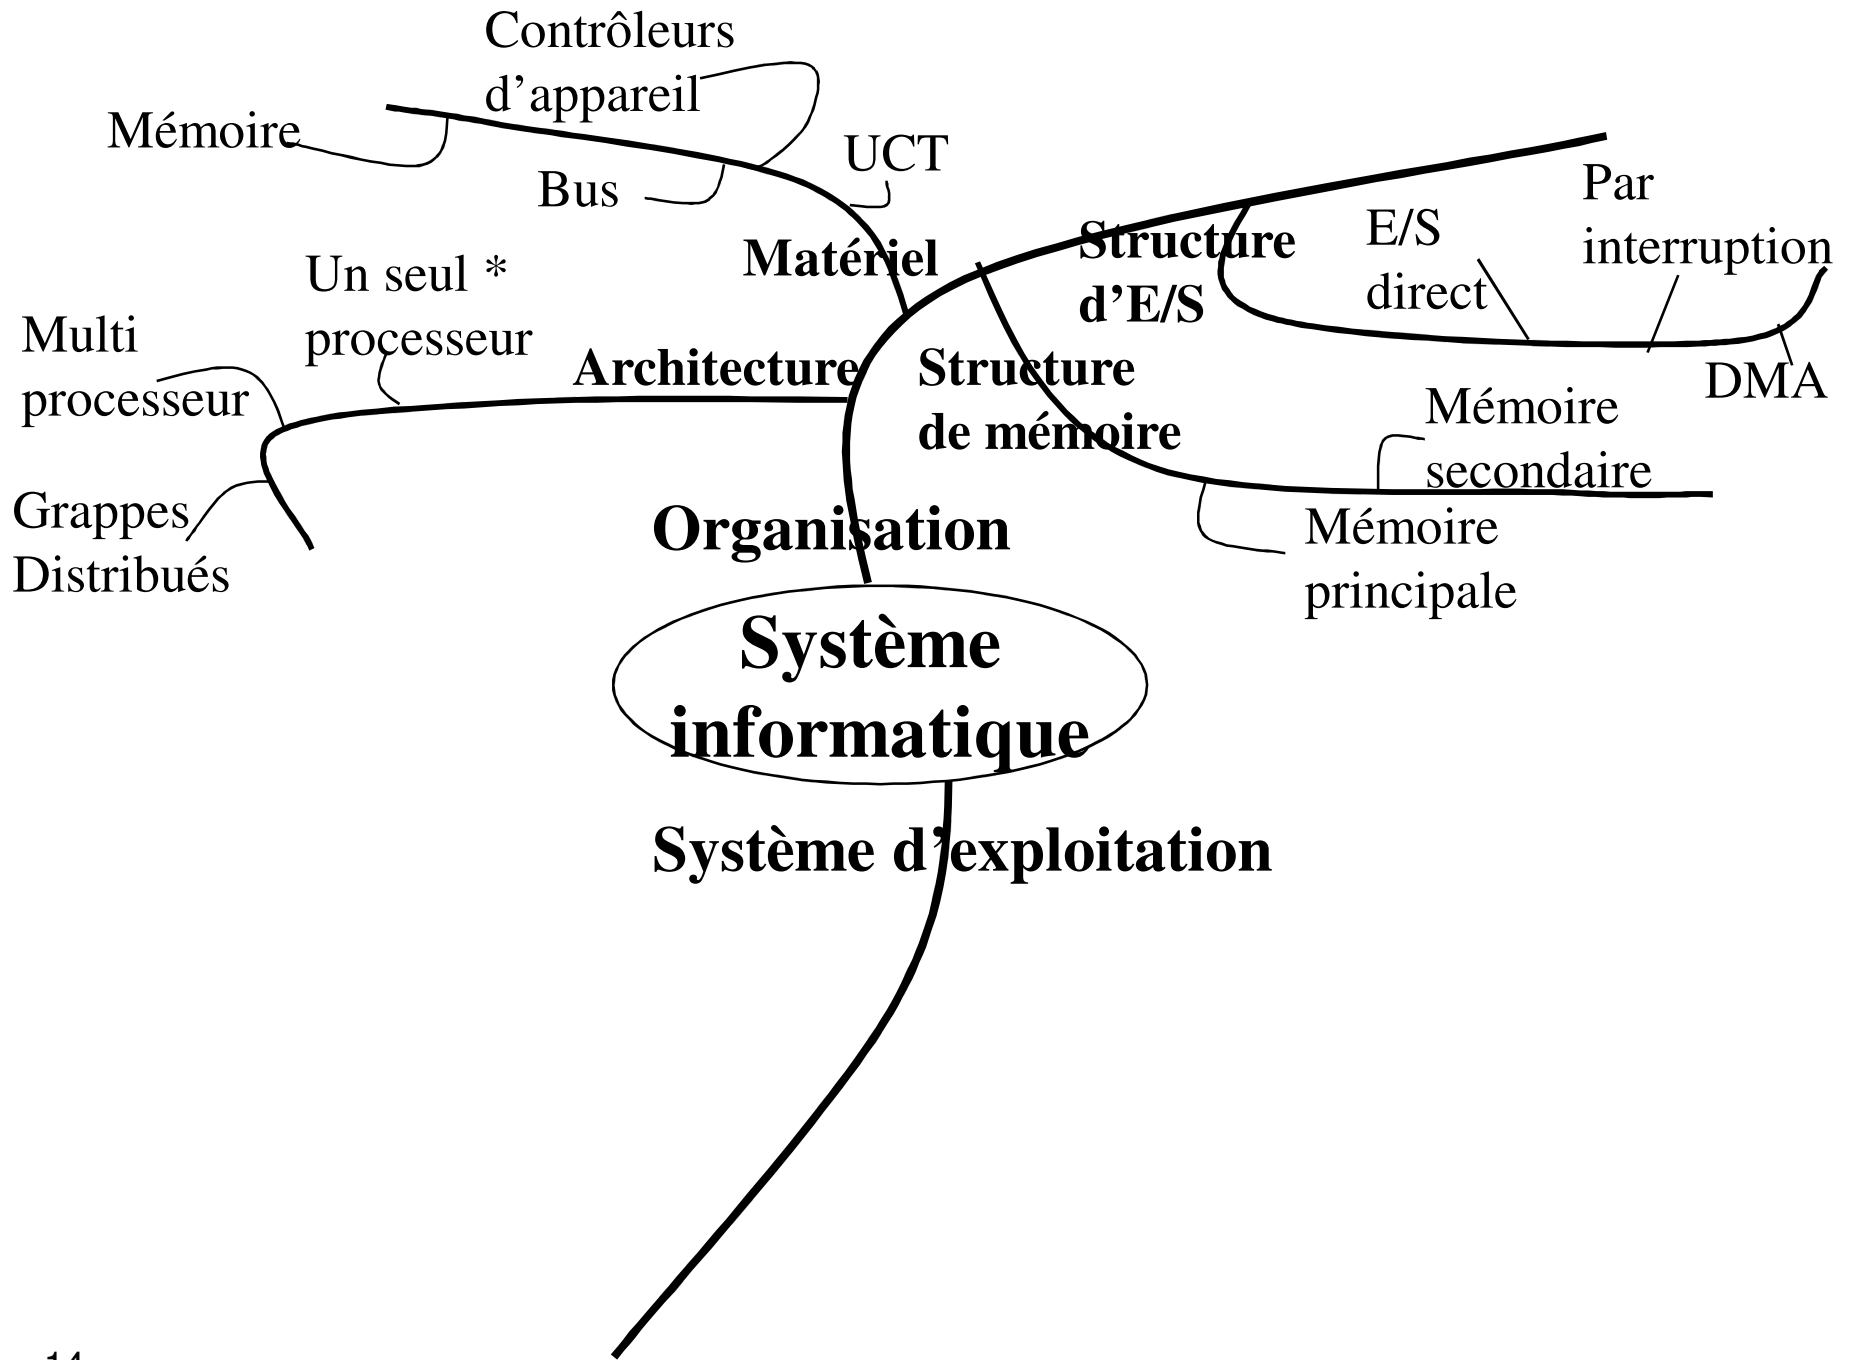 Contrôleurs
d'appareil
Mémoire
UCT
Bus
Matériel
Par
interruption
Structure
d'E/S
E/S
direct
DMA
Un seul *
processeur
Multi
processeur
Architecture
Structure
de mémoire
Mémoire
secondaire
Grappes
Distribués
Mémoire
principale
Organisation
Système
informatique
Système d'exploitation
14